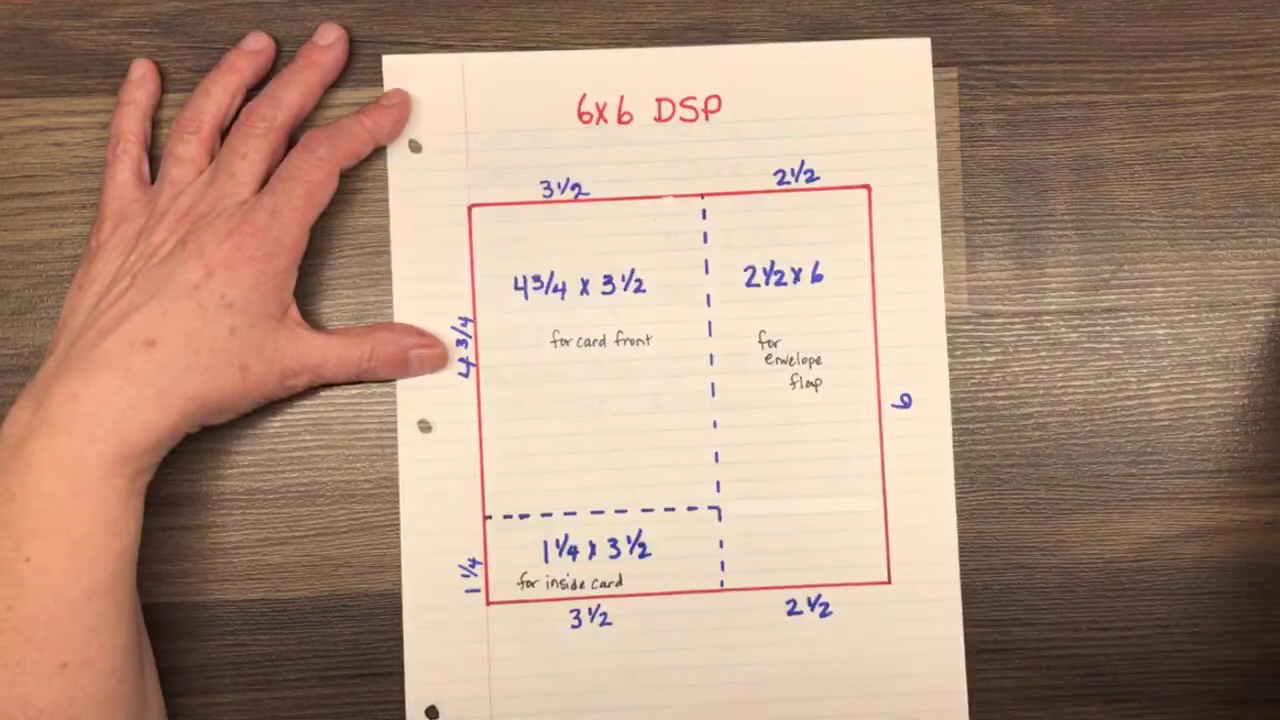 6x6 DSP
3 1/2
2 1/2
4 3/4 x 3 1/2
2 1/2 x 6
for card front
for
envelope
flap
4 3/4
6
1 1/4 x 3 1/2
for inside card
1 1/4
3 1/2
2 1/2